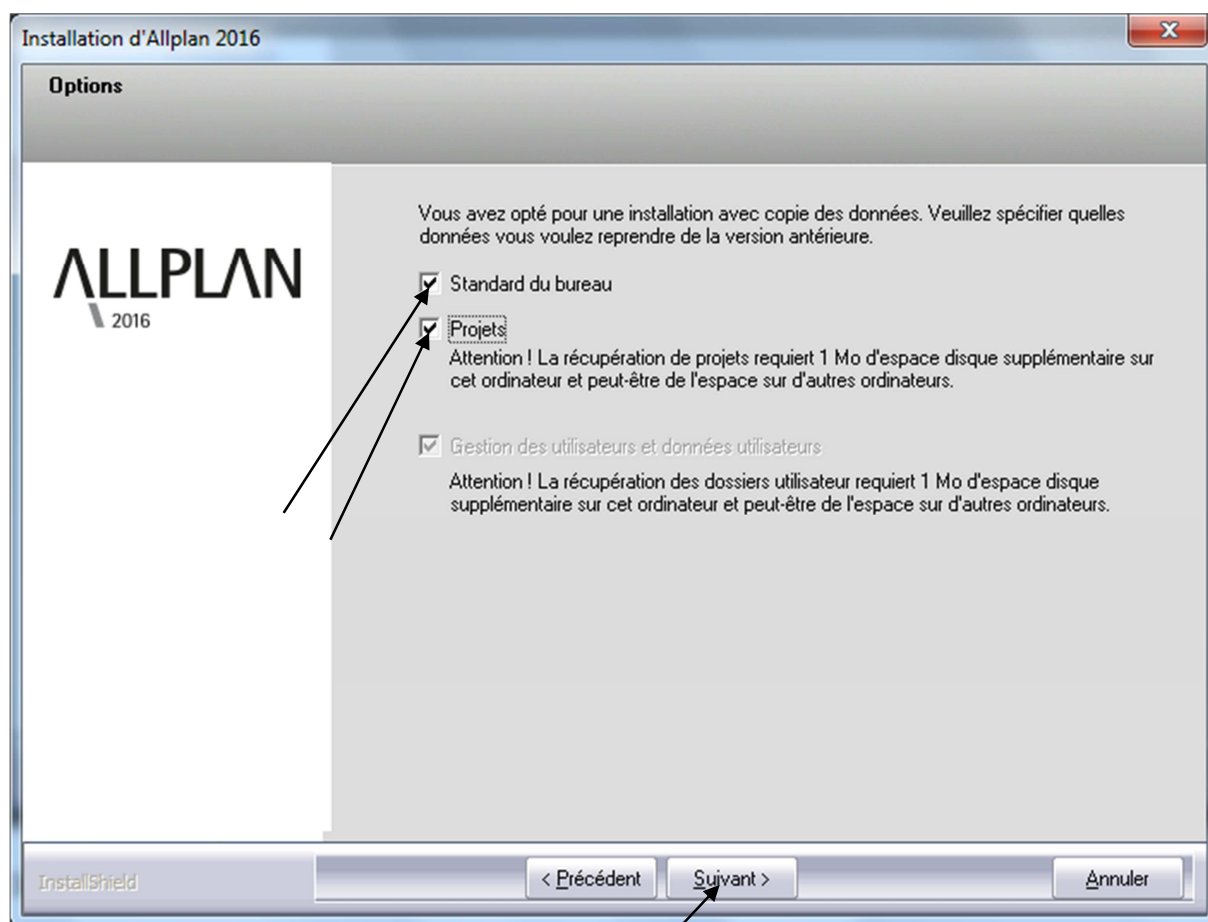 Installation d'Allplan 2016
Options
Vous avez opté pour une installation avec copie des données. Veuillez spécifier quelles
données vous voulez reprendre de la version antérieure.
ALLPLAN
2016
Standard du bureau
Projets
Attention ! La récupération de projets requiert 1 Mo d'espace disque supplémentaire sur
cet ordinateur et peut-être de l'espace sur d'autres ordinateurs.
Gestion des utilisateurs et données utilisateurs
Attention ! La récupération des dossiers utilisateur requiert 1 Mo d'espace disque
supplémentaire sur cet ordinateur et peut-être de l'espace sur d'autres ordinateurs.
InstallShield
< Précédent
Suivant >
Annuler